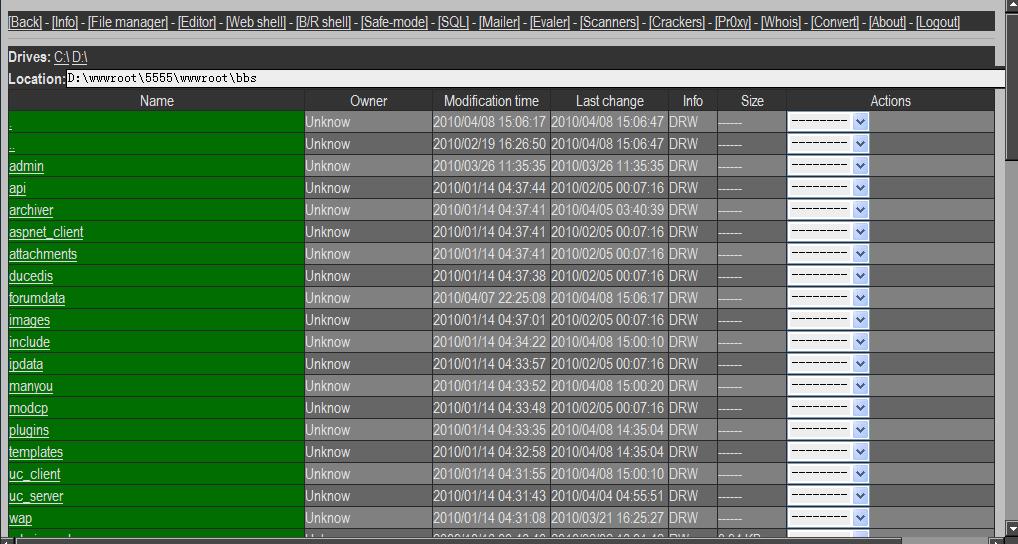 [Back] - [Info] - [File manager] - [Editor] - [Web shell] - [B/R shell] - [Safe-mode] - [SQL] - [Mailer] - [Evaler] - [Scanners] - [Crackers] - [Pr0xy] - [Whois] - [Convert] - [About] - [Logout]
Drives: C:\ D:\
Location: D:\wwwroot\5555\wwwroot\bbs
Name Owner Modification time Last change Info Size Actions
. Unknow 2010/04/08 15:06:17 2010/04/08 15:06:47 DRW ------ --------
.. Unknow 2010/02/19 16:26:50 2010/04/08 15:06:47 DRW ------ --------
admin Unknow 2010/03/26 11:35:35 2010/03/26 11:35:35 DRW ------ --------
api Unknow 2010/01/14 04:37:44 2010/02/05 00:07:16 DRW ------ --------
archiver Unknow 2010/01/14 04:37:41 2010/04/05 03:40:39 DRW ------ --------
aspnet_client Unknow 2010/01/14 04:37:41 2010/02/05 00:07:16 DRW ------ --------
attachments Unknow 2010/01/14 04:37:41 2010/02/05 00:07:16 DRW ------ --------
ducedis Unknow 2010/01/14 04:37:38 2010/02/05 00:07:16 DRW ------ --------
forumdata Unknow 2010/04/07 22:25:08 2010/04/08 15:06:17 DRW ------ --------
images Unknow 2010/01/14 04:37:01 2010/02/05 00:07:16 DRW ------ --------
include Unknow 2010/01/14 04:34:22 2010/04/08 15:00:10 DRW ------ --------
ipdata Unknow 2010/01/14 04:33:57 2010/02/05 00:07:16 DRW ------ --------
manyou Unknow 2010/01/14 04:33:52 2010/04/08 15:00:20 DRW ------ --------
modcp Unknow 2010/01/14 04:33:48 2010/02/05 00:07:16 DRW ------ --------
plugins Unknow 2010/01/14 04:33:35 2010/04/08 14:35:04 DRW ------ --------
templates Unknow 2010/01/14 04:32:58 2010/04/08 14:35:04 DRW ------ --------
uc_client Unknow 2010/01/14 04:31:55 2010/04/08 15:00:10 DRW ------ --------
uc_server Unknow 2010/01/14 04:31:43 2010/04/04 04:55:51 DRW ------ --------
wap Unknow 2010/01/14 04:31:08 2010/03/21 16:25:27 DRW ------ --------